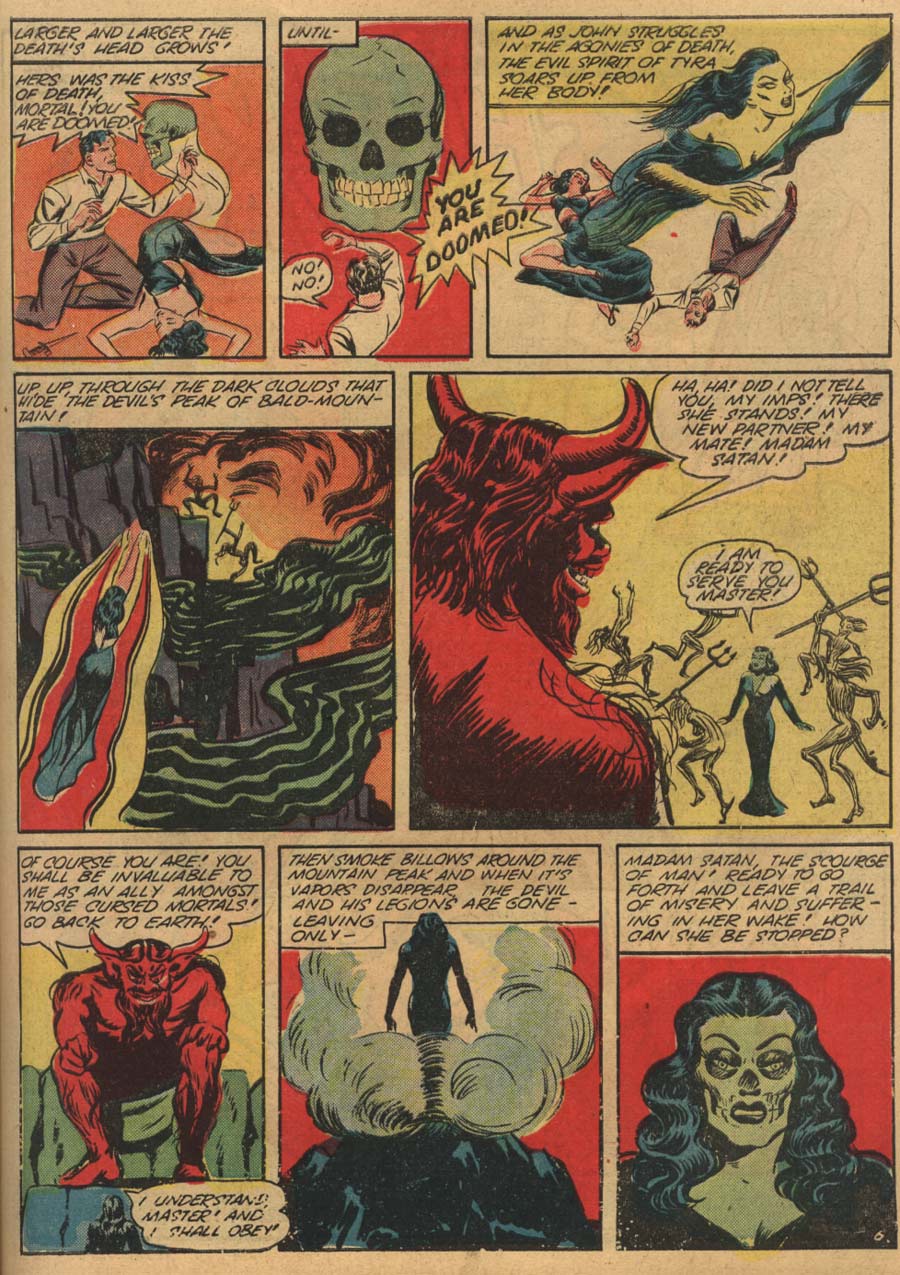 LARGER AND LARGER THE
DEATH'S HEAD GROWS!
HERS WAS THE KISS
OF DEATH,
MORTAL! YOU
ARE DOOMED!
UNTIL-
YOU
ARE
DOOMED!
NO!
NO!
AND AS JOHN STRUGGLES
IN THE AGONIES OF DEATH,
THE EVIL SPIRIT OF TYRA
SOARS UP FROM
HER BODY!
UP, UP, THROUGH THE DARK CLOUDS THAT
HIDE THE DEVIL'S PEAK OF BALD-MOUN-
TAIN!
HA, HA! DID I NOT TELL
YOU, MY IMPS! THERE
SHE STANDS! MY
NEW PARTNER! MY
MATE! MADAM
SATAN!
I AM
READY TO
SERVE YOU
MASTER!
OF COURSE YOU ARE! YOU
SHALL BE INVALUABLE TO
ME AS AN ALLY AMONGST
THOSE CURSED MORTALS!
GO BACK TO EARTH!
I UNDERSTAND,
MASTER! AND
I SHALL OBEY!
THEN SMOKE BILLOWS AROUND THE
MOUNTAIN PEAK AND WHEN IT'S
VAPORS DISAPPEAR, THE DEVIL
AND HIS LEGIONS ARE GONE -
LEAVING
ONLY -
MADAM SATAN, THE SCOURGE
OF MAN! READY TO GO
FORTH AND LEAVE A TRAIL
OF MISERY AND SUFFER -
ING IN HER WAKE! HOW
CAN SHE BE STOPPED?
6